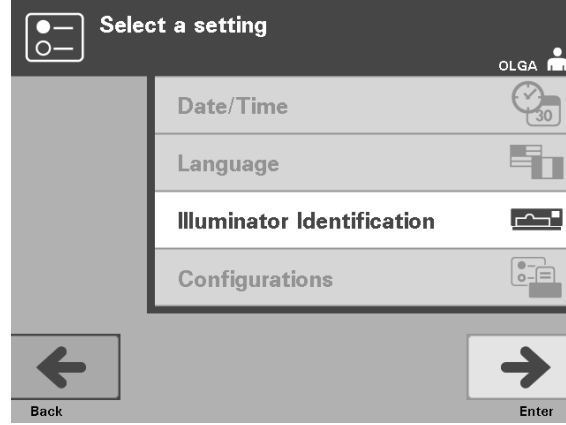 Select a setting
OLGA
Date/Time
30
Language
Illuminator Identification
Configurations
Back
Enter